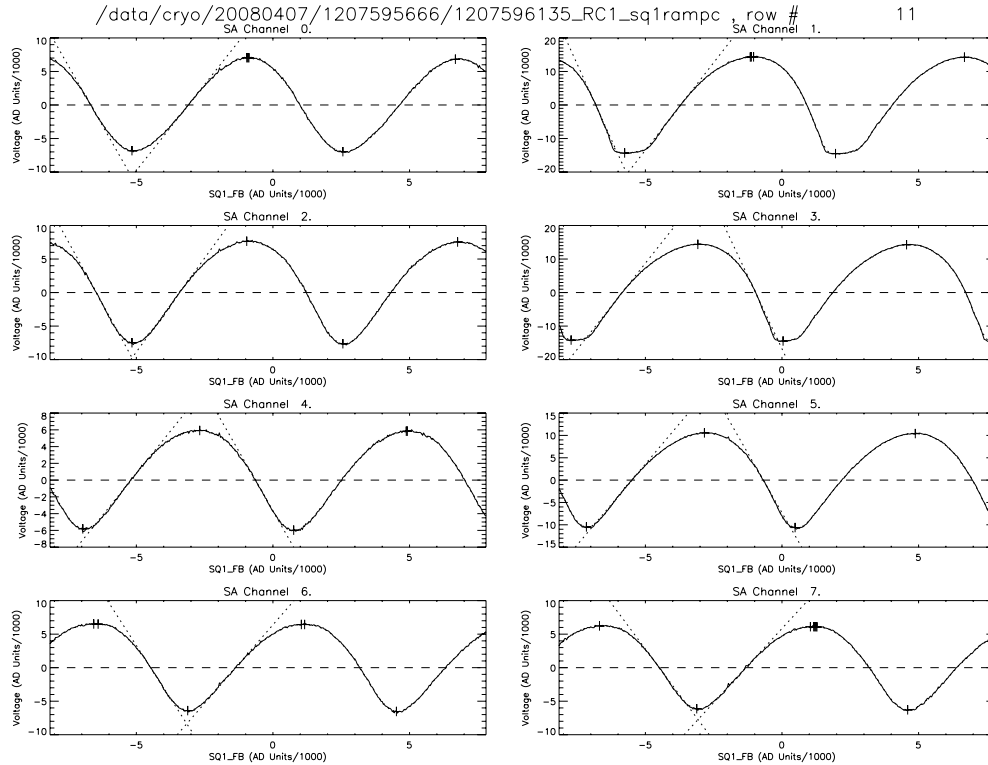 /data/cryo/20080407/1207595666/1207596135_RC1_sq1rampc , row # 11
SA Channel 0.
Voltage (AD Units/1000)
10
5
0
-5
-10
-5 0 5
SQ1_FB (AD Units/1000)
SA Channel 1.
Voltage (AD Units/1000)
20
10
0
-10
-20
-5 0 5
SQ1_FB (AD Units/1000)
SA Channel 2.
Voltage (AD Units/1000)
10
5
0
-5
-10
-5 0 5
SQ1_FB (AD Units/1000)
SA Channel 3.
Voltage (AD Units/1000)
20
10
0
-10
-20
-5 0 5
SQ1_FB (AD Units/1000)
SA Channel 4.
Voltage (AD Units/1000)
8
6
4
2
0
-2
-4
-6
-8
-5 0 5
SQ1_FB (AD Units/1000)
SA Channel 5.
Voltage (AD Units/1000)
15
10
5
0
-5
-10
-15
-5 0 5
SQ1_FB (AD Units/1000)
SA Channel 6.
Voltage (AD Units/1000)
10
5
0
-5
-10
-5 0 5
SQ1_FB (AD Units/1000)
SA Channel 7.
Voltage (AD Units/1000)
10
5
0
-5
-10
-5 0 5
SQ1_FB (AD Units/1000)